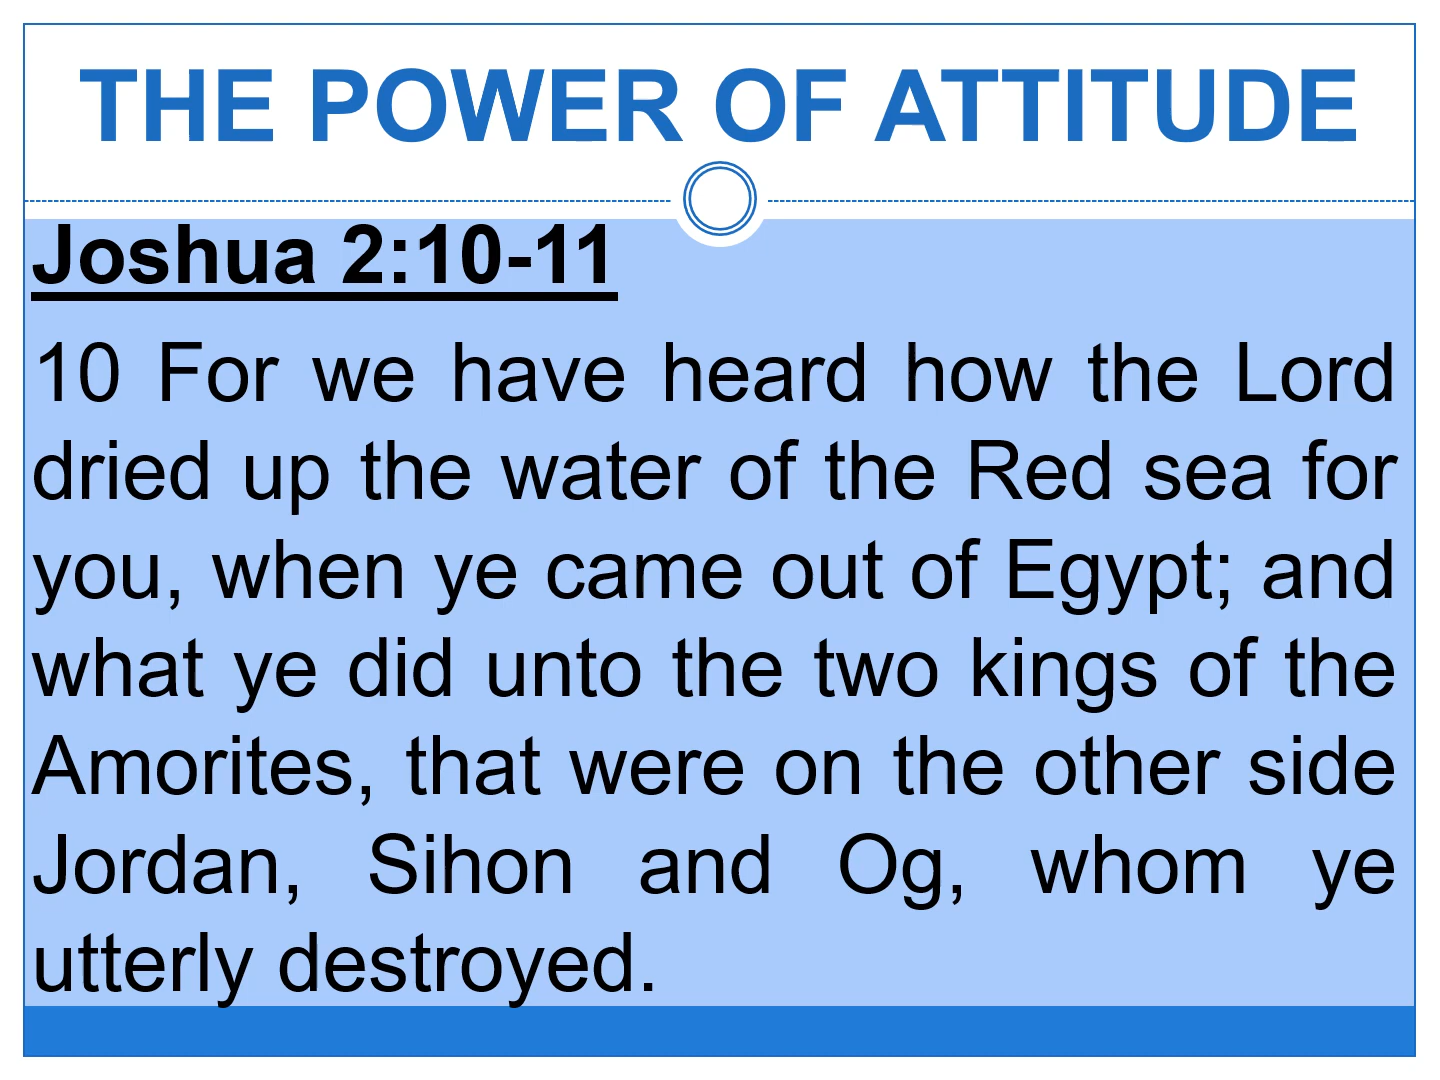 THE POWER OF ATTITUDE
Joshua 2:10-11
10 For we have heard how the Lord
dried up the water of the Red sea for
you, when ye came out of Egypt; and
what ye did unto the two kings of the
Amorites, that were on the other side
Jordan, Sihon and Og, whom ye
utterly destroyed.